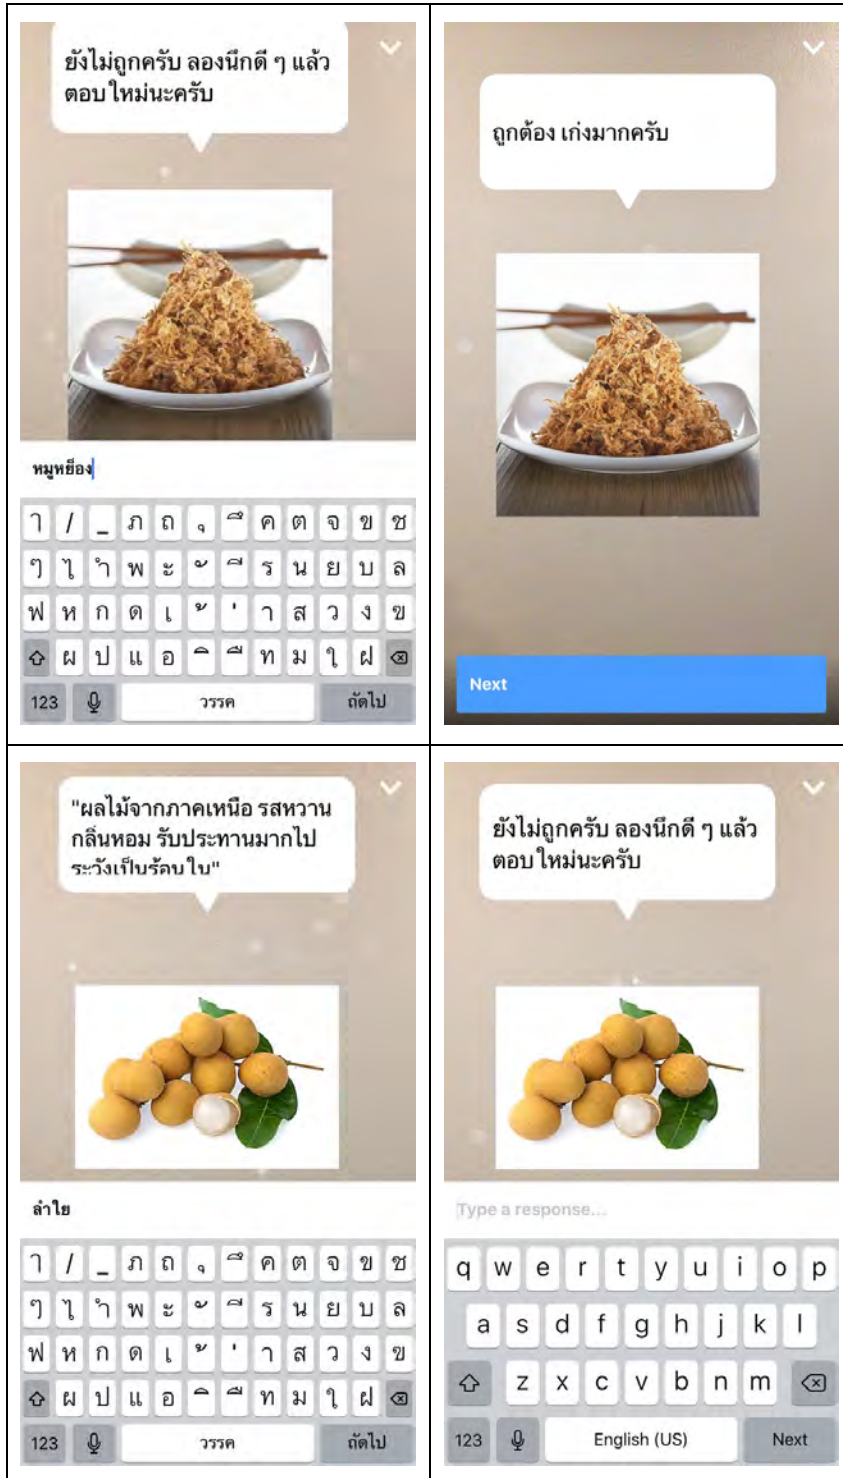 ยังไม่ถูกครับ ลองนึกดี ๆ แล้ว
ตอบใหม่นะครับ
หมูหย็อง
ๅ / _ ภ ถ ุ ึ ค ต จ ข ช
ๆ ไ ำ พ ะ ั ี ร น ย บ ล
ฟ ห ก ด เ ้ ่ า ส ว ง ฃ
ผ ป แ อ ิ ื ท ม ใ ฝ
123 วรรค ถัดไป
ถูกต้อง เก่งมากครับ
Next
"ผลไม้จากภาคเหนือ รสหวาน
กลิ่นหอม รับประทานมากไป
ระวังเป็นร้อนใน"
ลำใย
ๅ / _ ภ ถ ุ ึ ค ต จ ข ช
ๆ ไ ำ พ ะ ั ี ร น ย บ ล
ฟ ห ก ด เ ้ ่ า ส ว ง ฃ
ผ ป แ อ ิ ื ท ม ใ ฝ
123 วรรค ถัดไป
ยังไม่ถูกครับ ลองนึกดี ๆ แล้ว
ตอบใหม่นะครับ
Type a response...
q w e r t y u i o p
a s d f g h j k l
z x c v b n m
123 English (US) Next